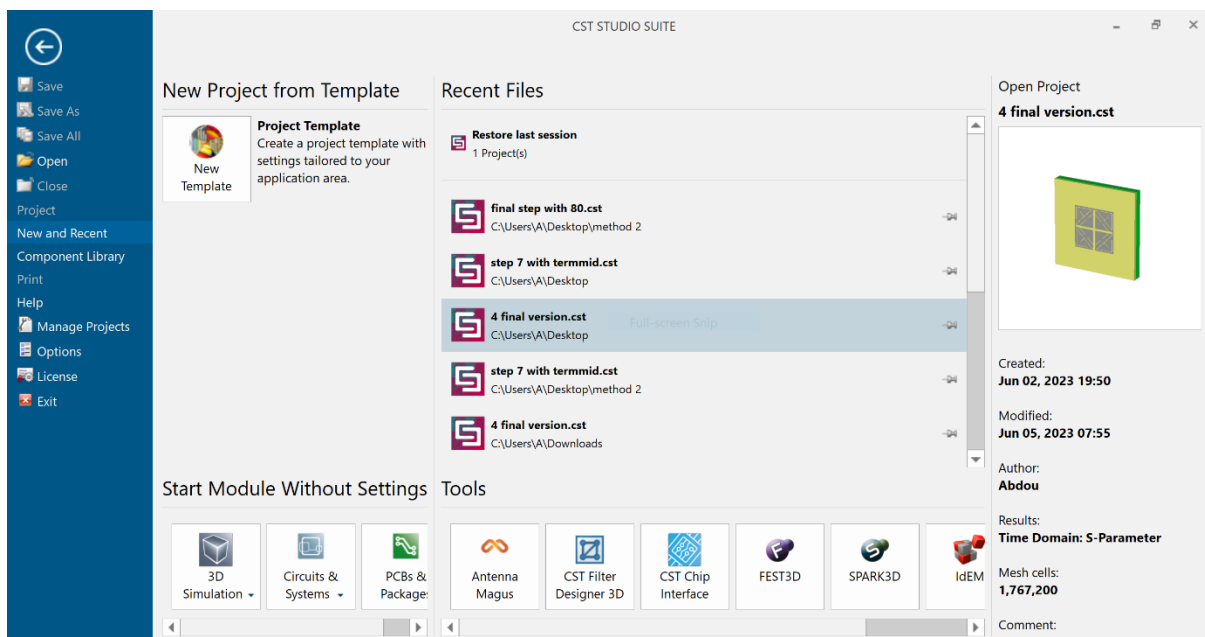 CST STUDIO SUITE
Save
Save As
Save All
Open
Close
Project
New and Recent
Component Library
Print
Help
Manage Projects
Options
License
Exit
New Project from Template
New
Template
Project Template
Create a project template with
settings tailored to your
application area.
Recent Files
Restore last session
1 Project(s)
final step with 80.cst
C:\Users\A\Desktop\method 2
step 7 with termmid.cst
C:\Users\A\Desktop
4 final version.cst
C:\Users\A\Desktop
Full-screen Snip
step 7 with termmid.cst
C:\Users\A\Desktop\method 2
4 final version.cst
C:\Users\A\Downloads
Start Module Without Settings
3D
Simulation
Circuits &
Systems
PCBs &
Package
Tools
Antenna
Magus
CST Filter
Designer 3D
CST Chip
Interface
FEST3D
SPARK3D
IdEM
Open Project
4 final version.cst
Created:
Jun 02, 2023 19:50
Modified:
Jun 05, 2023 07:55
Author:
Abdou
Results:
Time Domain: S-Parameter
Mesh cells:
1,767,200
Comment: